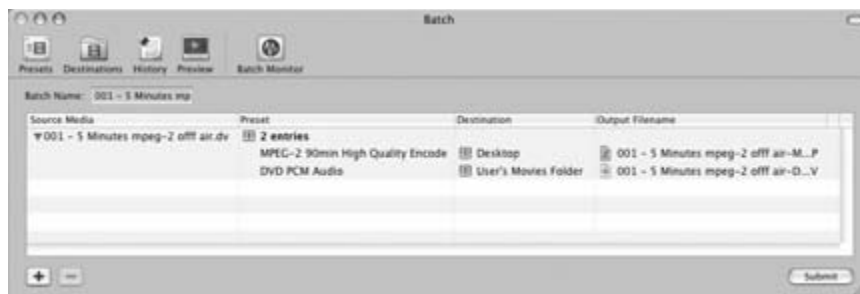 Batch
Presets Destinations History Preview Batch Monitor
Batch Name: 001 - 5 Minutes mp
Source Media Preset Destination Output Filename
001 - 5 Minutes mpeg-2 offf air.dv 2 entries
MPEG-2 90min High Quality Encode Desktop 001 - 5 Minutes mpeg-2 offf air-M...P
DVD PCM Audio User's Movies Folder 001 - 5 Minutes mpeg-2 offf air-D...V
Submit